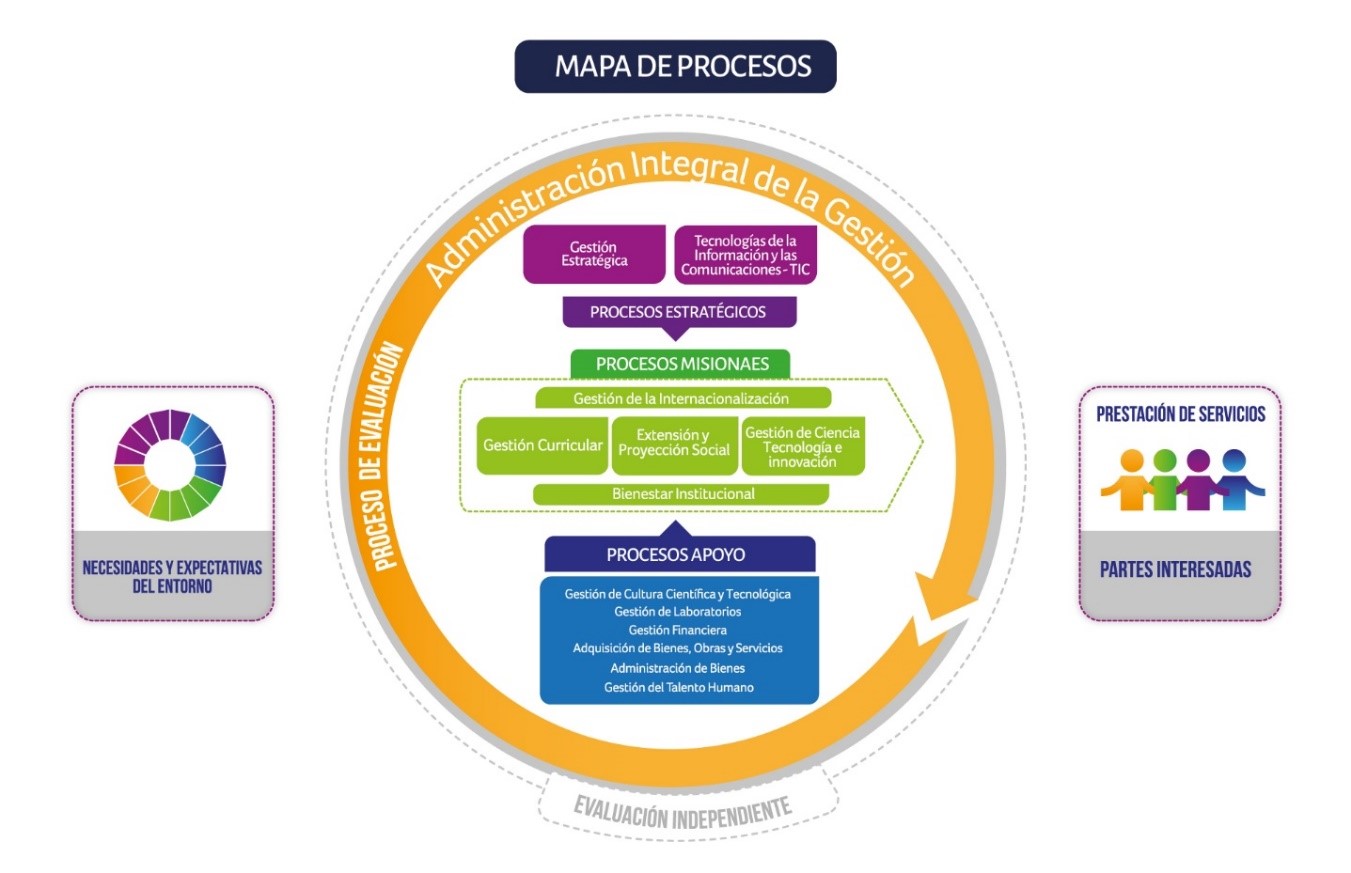 MAPA DE PROCESOS
Administración Integral de la Gestión
PROCESO DE EVALUACIÓN
Gestión
Estratégica
Tecnologías de la
Información y las
Comunicaciones - TIC
PROCESOS ESTRATÉGICOS
PROCESOS MISIONAES
Gestión de la Internacionalización
Gestión Curricular
Extensión y
Proyección Social
Gestión de Ciencia
Tecnología e
innovación
Bienestar Institucional
PROCESOS APOYO
Gestión de Cultura Científica y Tecnológica
Gestión de Laboratorios
Gestión Financiera
Adquisición de Bienes, Obras y Servicios
Administración de Bienes
Gestión del Talento Humano
NECESIDADES Y EXPECTATIVAS
DEL ENTORNO
PRESTACIÓN DE SERVICIOS
PARTES INTERESADAS
EVALUACIÓN INDEPENDIENTE